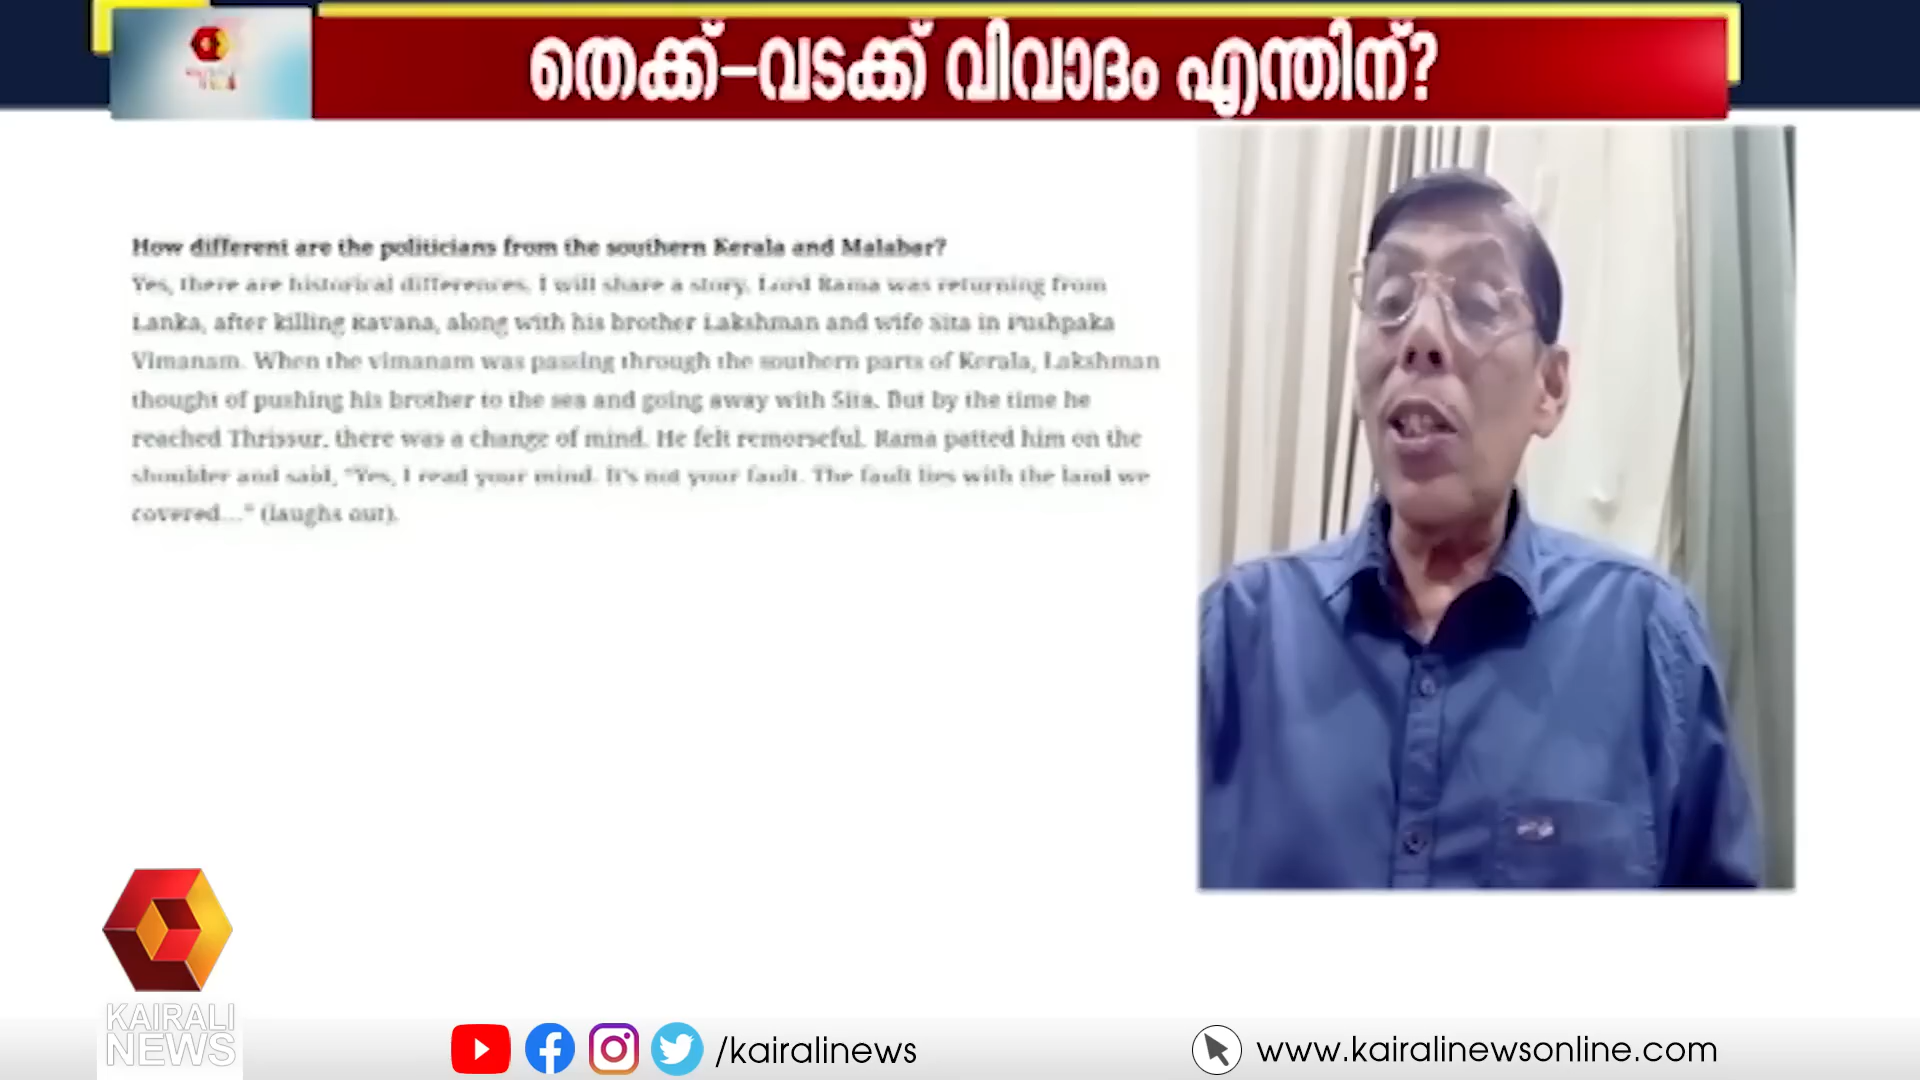 തെക്ക്-വടക്ക് വിവാദം എന്തിന്?
How different are the politicians from the southern Kerala and Malabar?
Yes, there are historical differences. I will share a story. Lord Rama was returning from
Lanka, after killing Ravana, along with his brother Lakshman and wife Sita in Pushpaka
Vimanam. When the vimanam was passing through the southern parts of Kerala, Lakshman
thought of pushing his brother to the sea and going away with Sita. But by the time he
reached Thrissur, there was a change of mind. He felt remorseful. Rama patted him on the
shoulder and said, "Yes, I read your mind. It's not your fault. The fault lies with the land we
covered..." (laughs out).
KAIRALI
NEWS
/kairalinews
www.kairalinewsonline.com